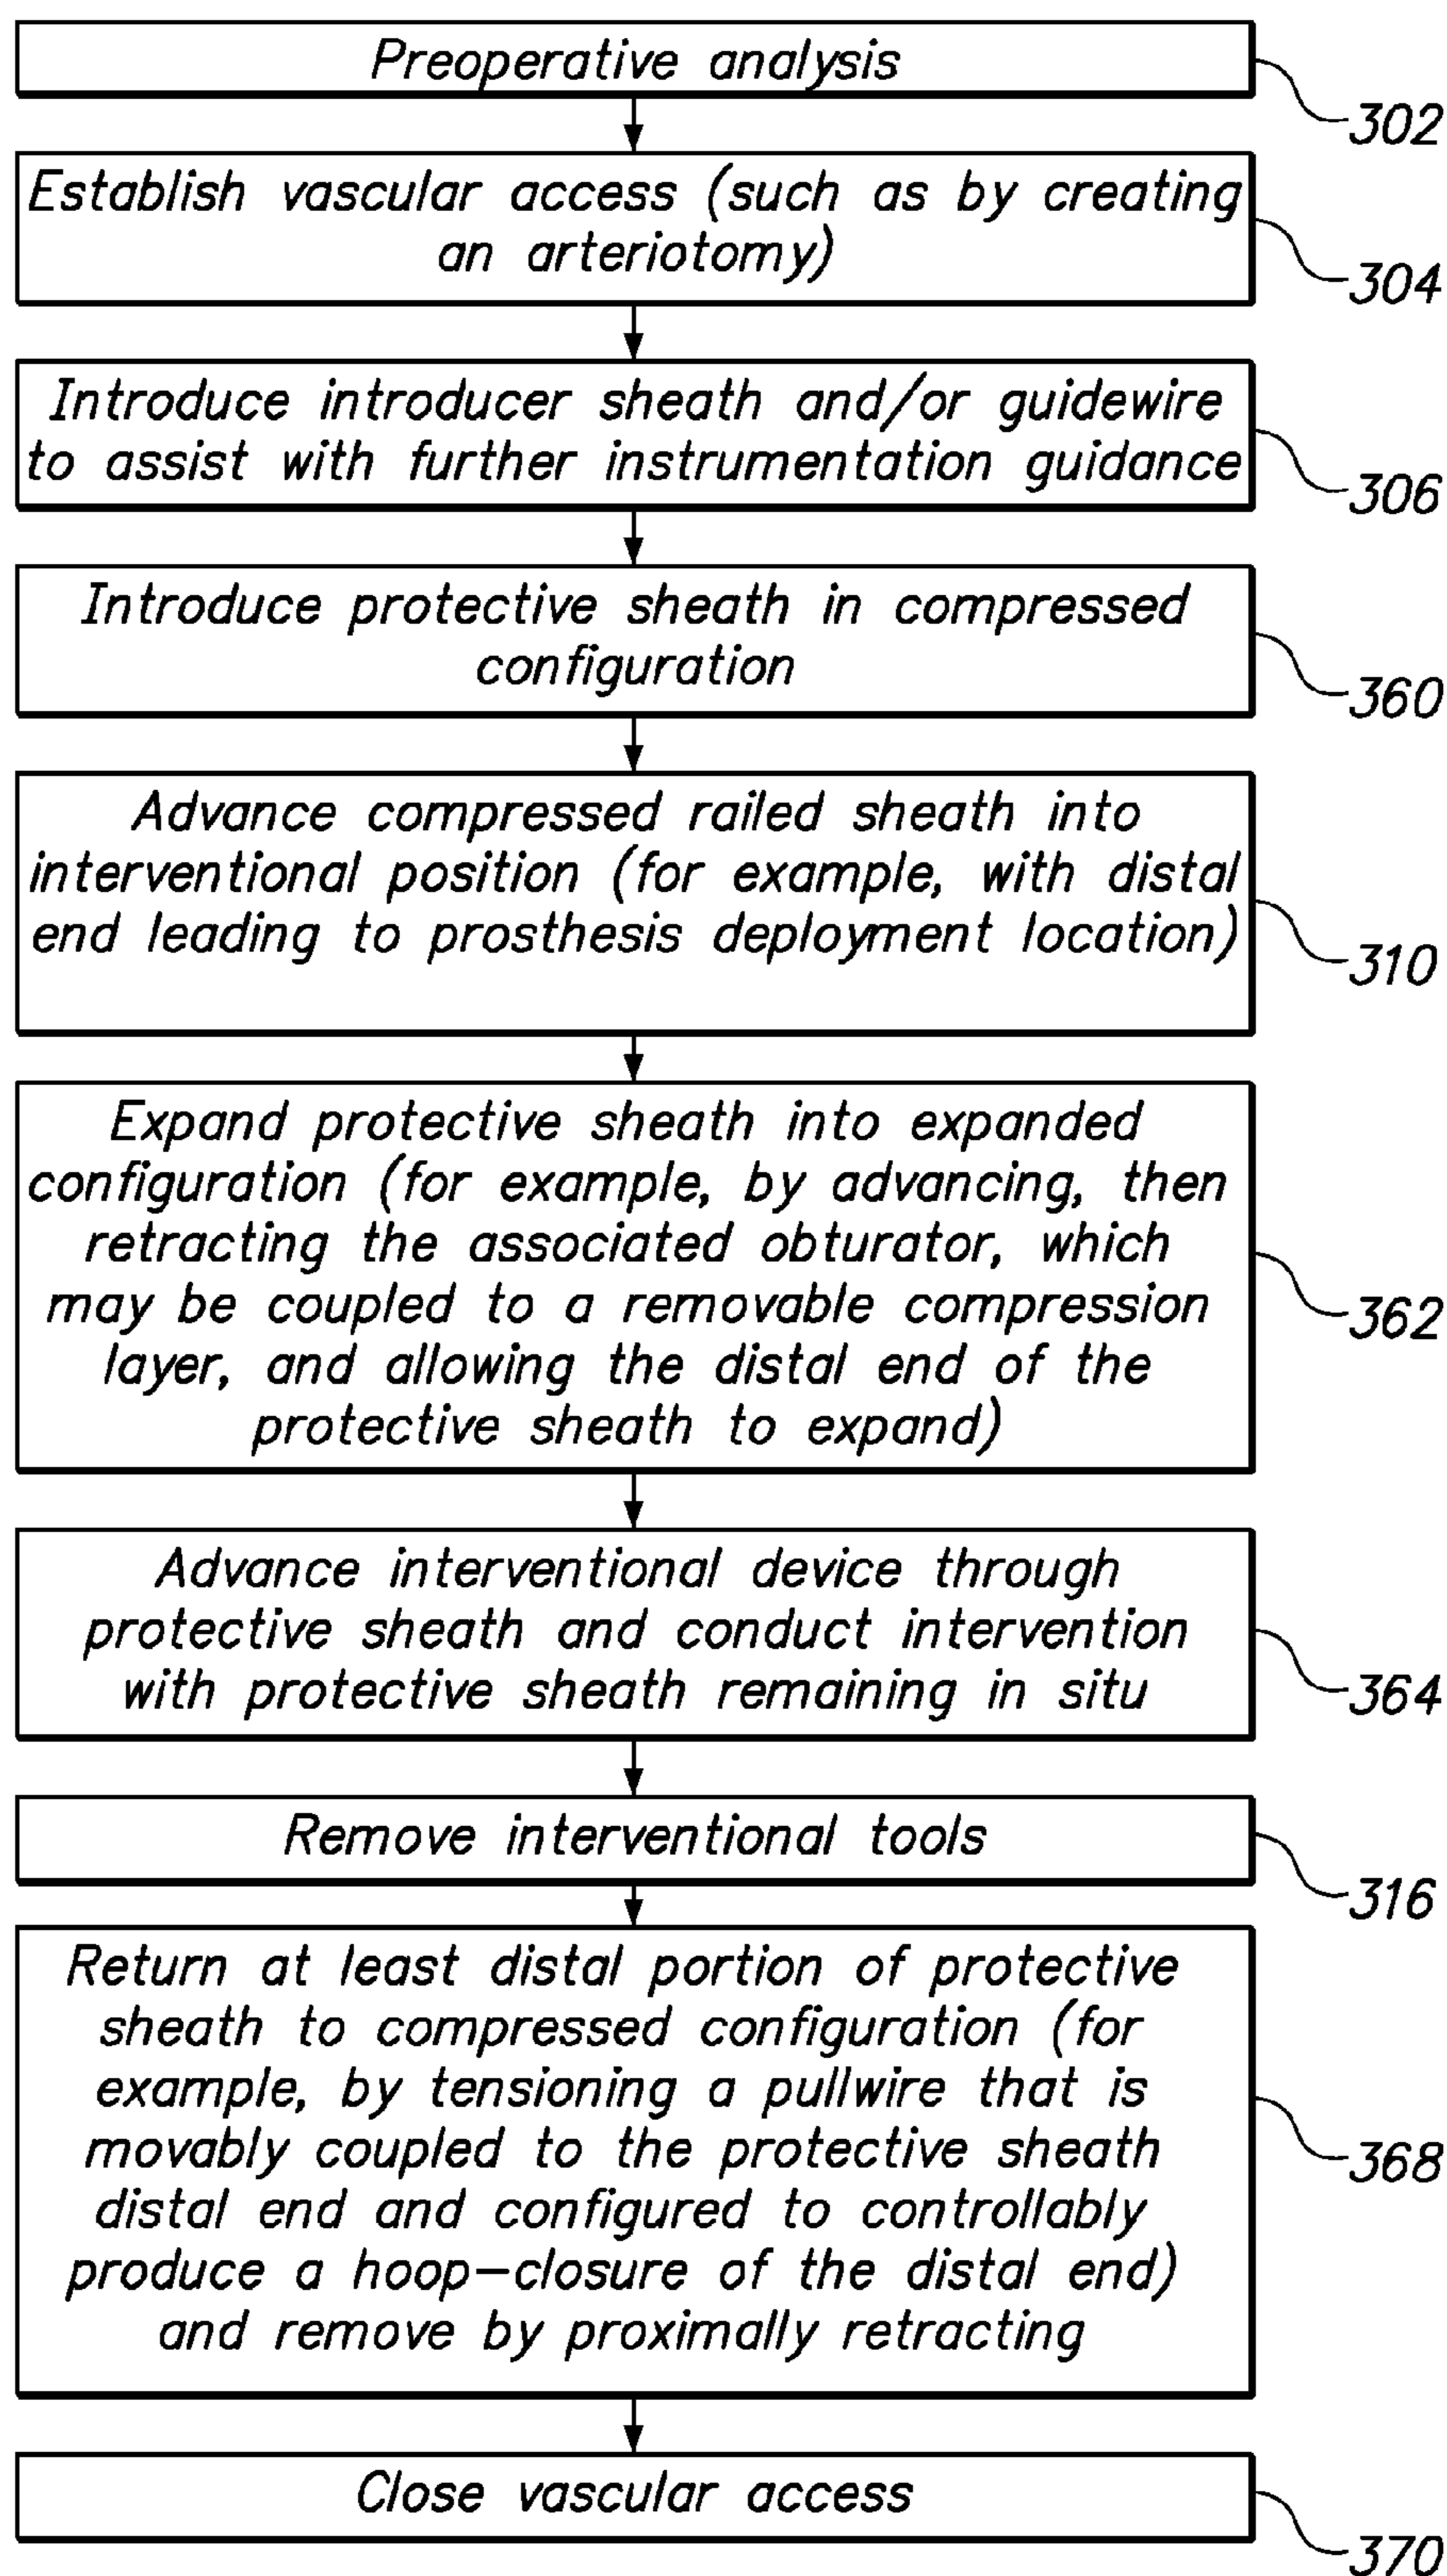 Preoperative analysis
302
Establish vascular access (such as by creating
an arteriotomy)
304
Introduce introducer sheath and/or guidewire
to assist with further instrumentation guidance
306
Introduce protective sheath in compressed
configuration
360
Advance compressed railed sheath into
interventional position (for example, with distal
end leading to prosthesis deployment location)
310
Expand protective sheath into expanded
configuration (for example, by advancing, then
retracting the associated obturator, which
may be coupled to a removable compression
layer, and allowing the distal end of the
protective sheath to expand)
362
Advance interventional device through
protective sheath and conduct intervention
with protective sheath remaining in situ
364
Remove interventional tools
316
Return at least distal portion of protective
sheath to compressed configuration (for
example, by tensioning a pullwire that is
movably coupled to the protective sheath
distal end and configured to controllably
produce a hoop-closure of the distal end)
and remove by proximally retracting
368
Close vascular access
370